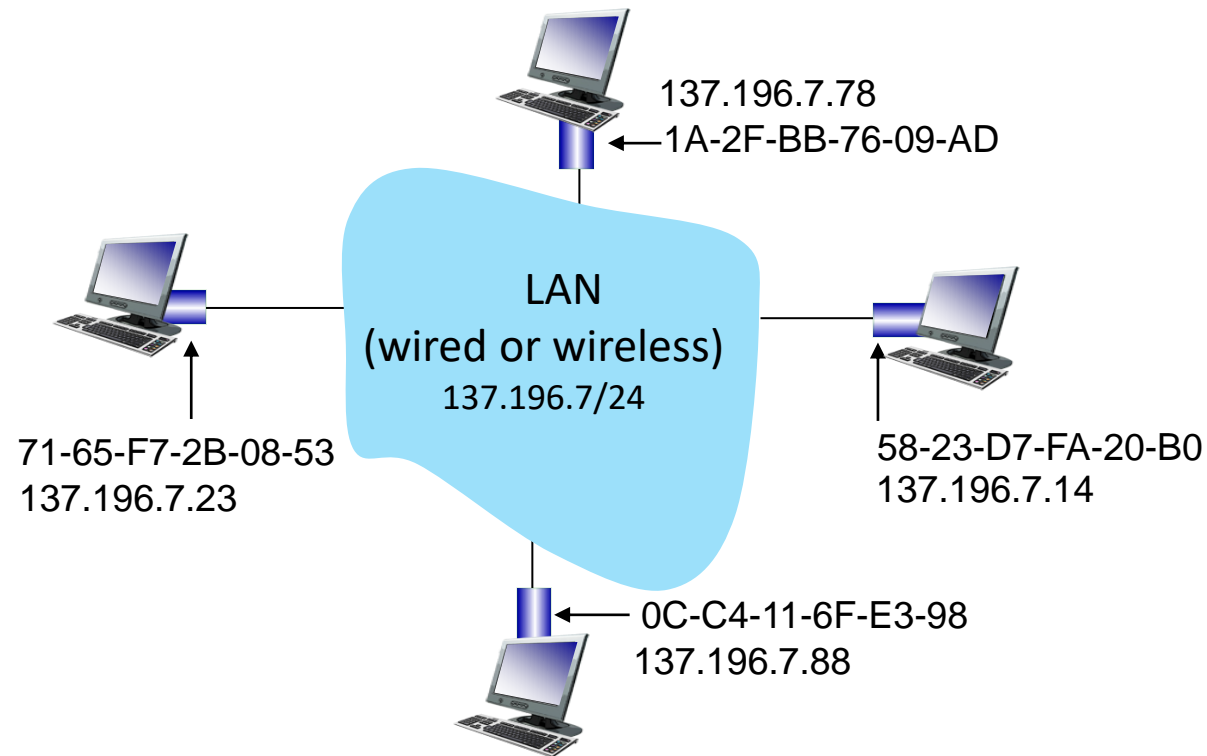 137.196.7.78
1A-2F-BB-76-09-AD
LAN
(wired or wireless)
137.196.7/24
71-65-F7-2B-08-53
137.196.7.23
58-23-D7-FA-20-B0
137.196.7.14
0C-C4-11-6F-E3-98
137.196.7.88